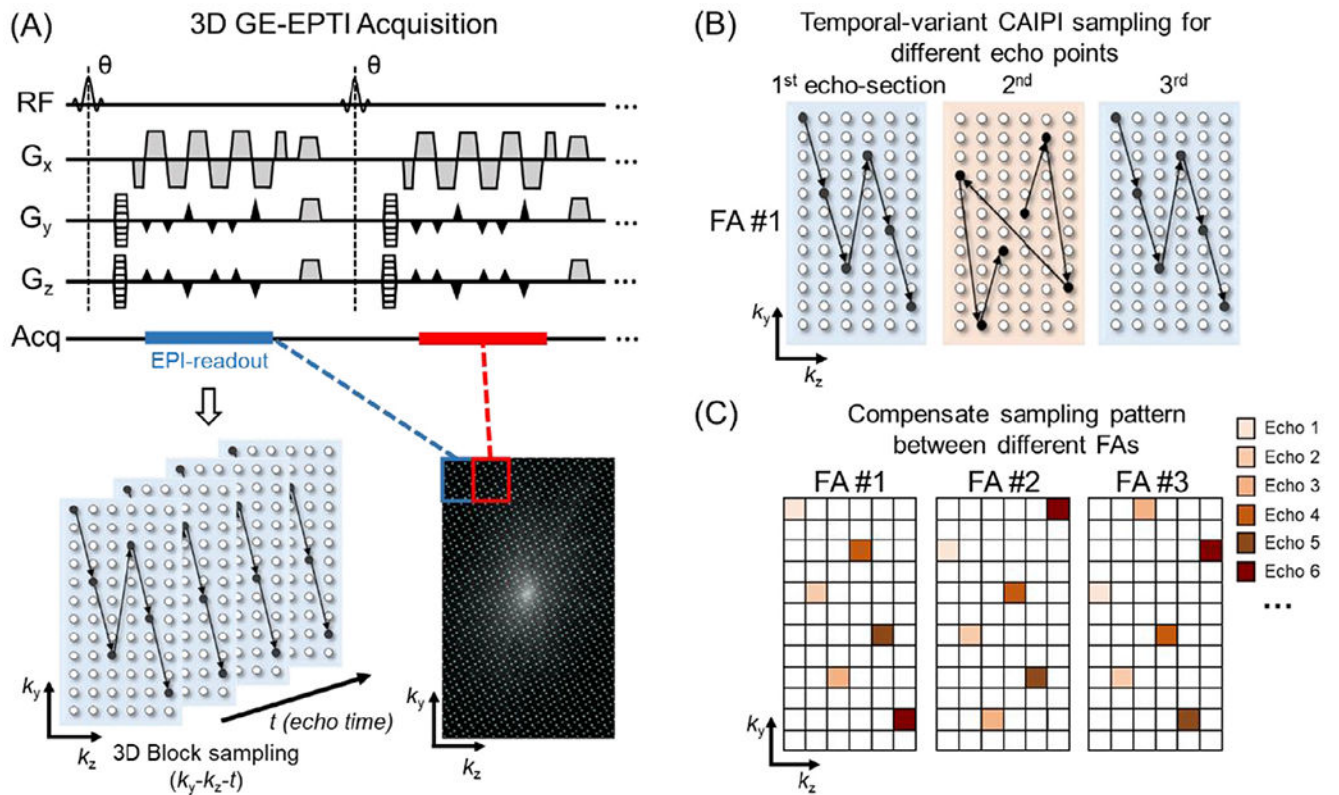 (A) 3D GE-EPTI Acquisition
θ θ
RF ...
Gx ...
Gy ...
Gz ...
Acq ...
EPI-readout
ky
kz
t (echo time)
3D Block sampling
(ky-kz-t)
ky
kz
(B) Temporal-variant CAIPI sampling for
different echo points
1st echo-section 2nd 3rd
FA #1
ky
kz
(C) Compensate sampling pattern
between different FAs
FA #1 FA #2 FA #3
ky
kz
Echo 1
Echo 2
Echo 3
Echo 4
Echo 5
Echo 6
...